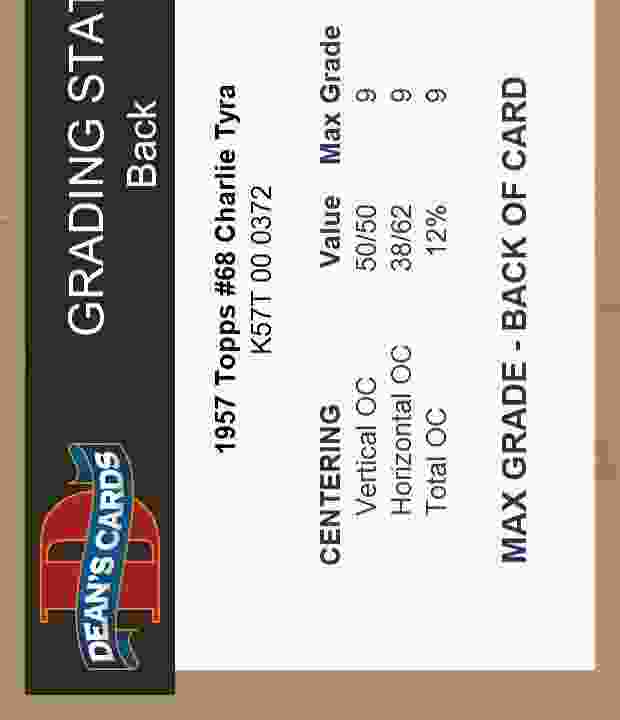 GRADING STAT
Back
DEAN'S CARDS
1957 Topps #68 Charlie Tyra
K57T 00 0372
CENTERING Value Max Grade
Vertical OC 50/50 9
Horizontal OC 38/62 9
Total OC 12% 9
MAX GRADE - BACK OF CARD